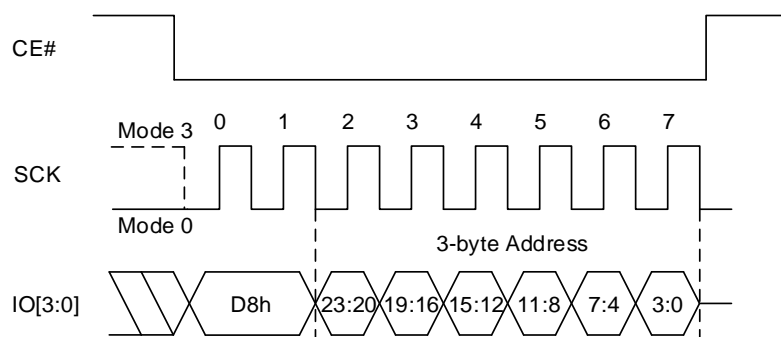 CE#
Mode 3 0 1 2 3 4 5 6 7
SCK
Mode 0
3-byte Address
IO[3:0] D8h 23:20 19:16 15:12 11:8 7:4 3:0